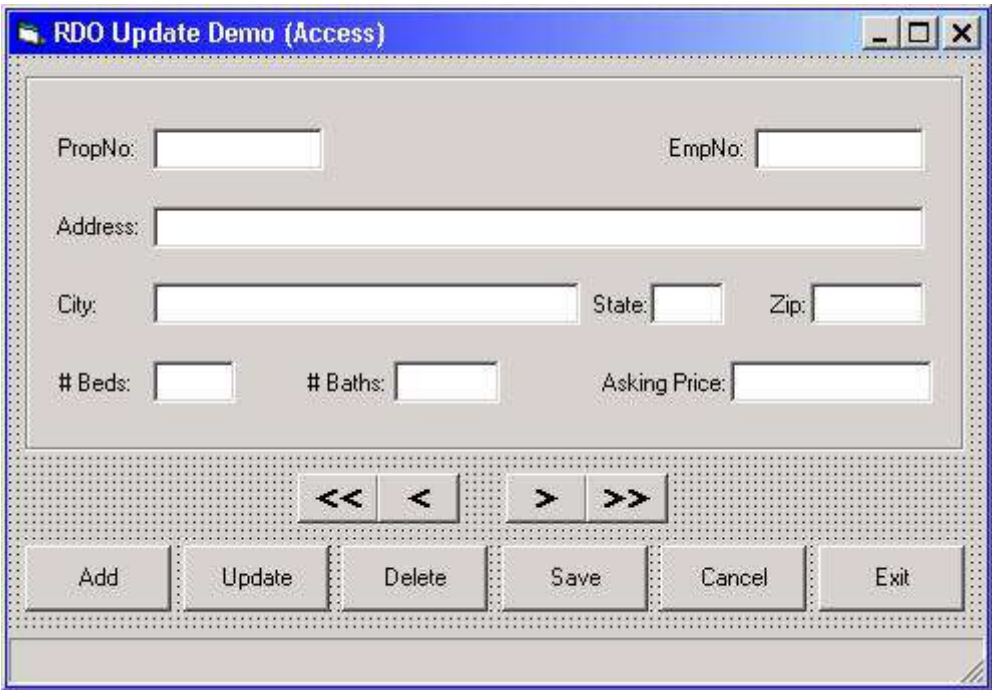 RDO Update Demo (Access)
PropNo: EmpNo:
Address:
City: State: Zip:
# Beds: # Baths: Asking Price:
<< < > >>
Add Update Delete Save Cancel Exit